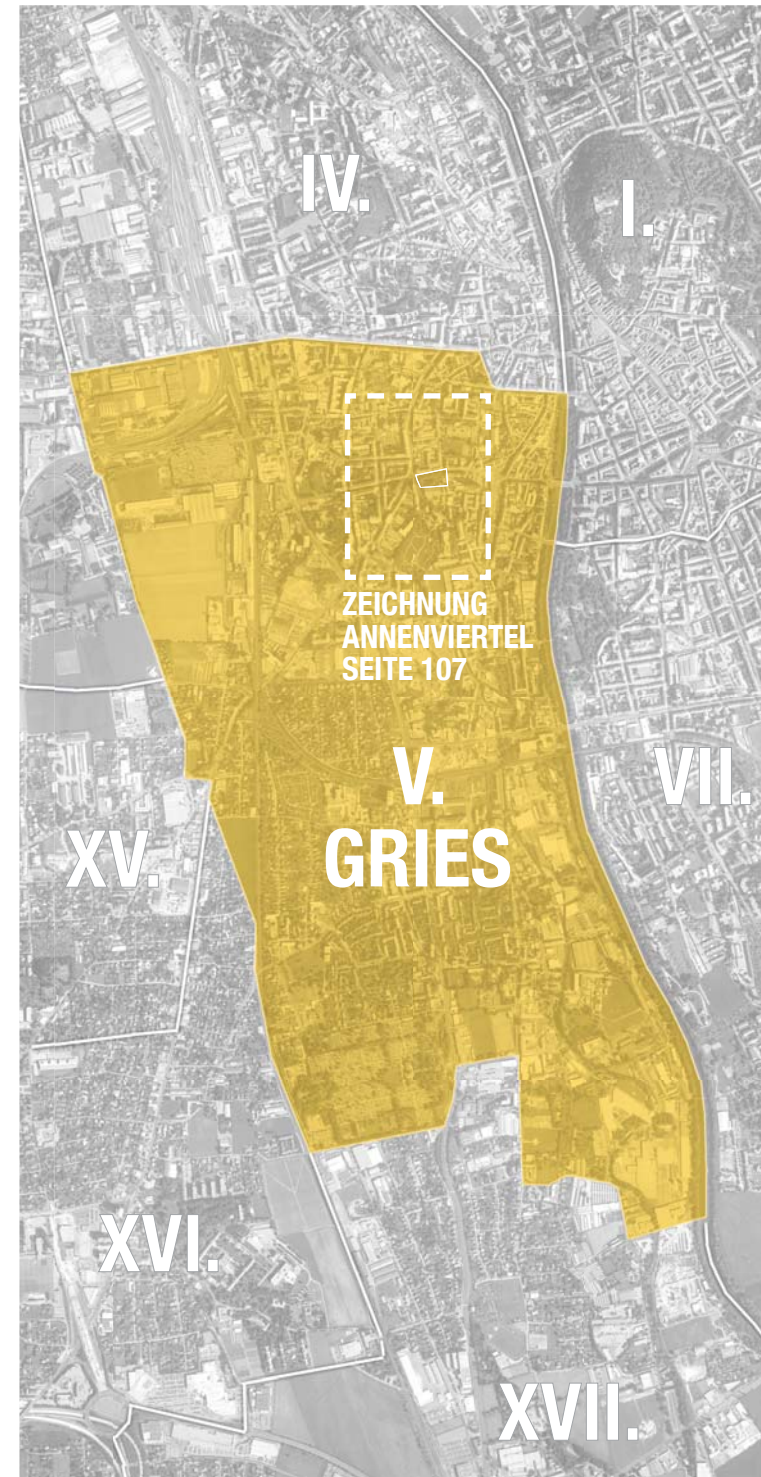 IV.
I.
ZEICHNUNG
ANNENVIERTEL
SEITE 107
V.
GRIES
VII.
XV.
XVI.
XVII.